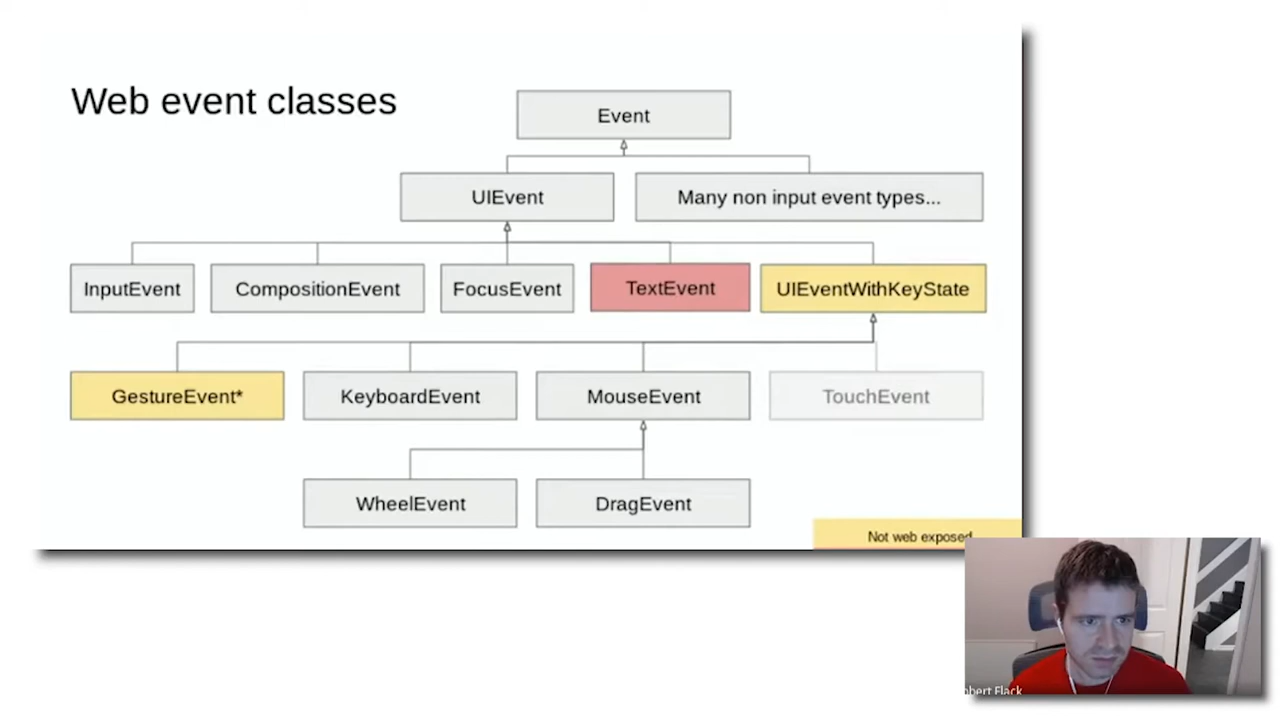 Web event classes
Event
UIEvent
Many non input event types...
InputEvent
CompositionEvent
FocusEvent
TextEvent
UIEventWithKeyState
GestureEvent*
KeyboardEvent
MouseEvent
TouchEvent
WheelEvent
DragEvent
Not web exposed
Flack